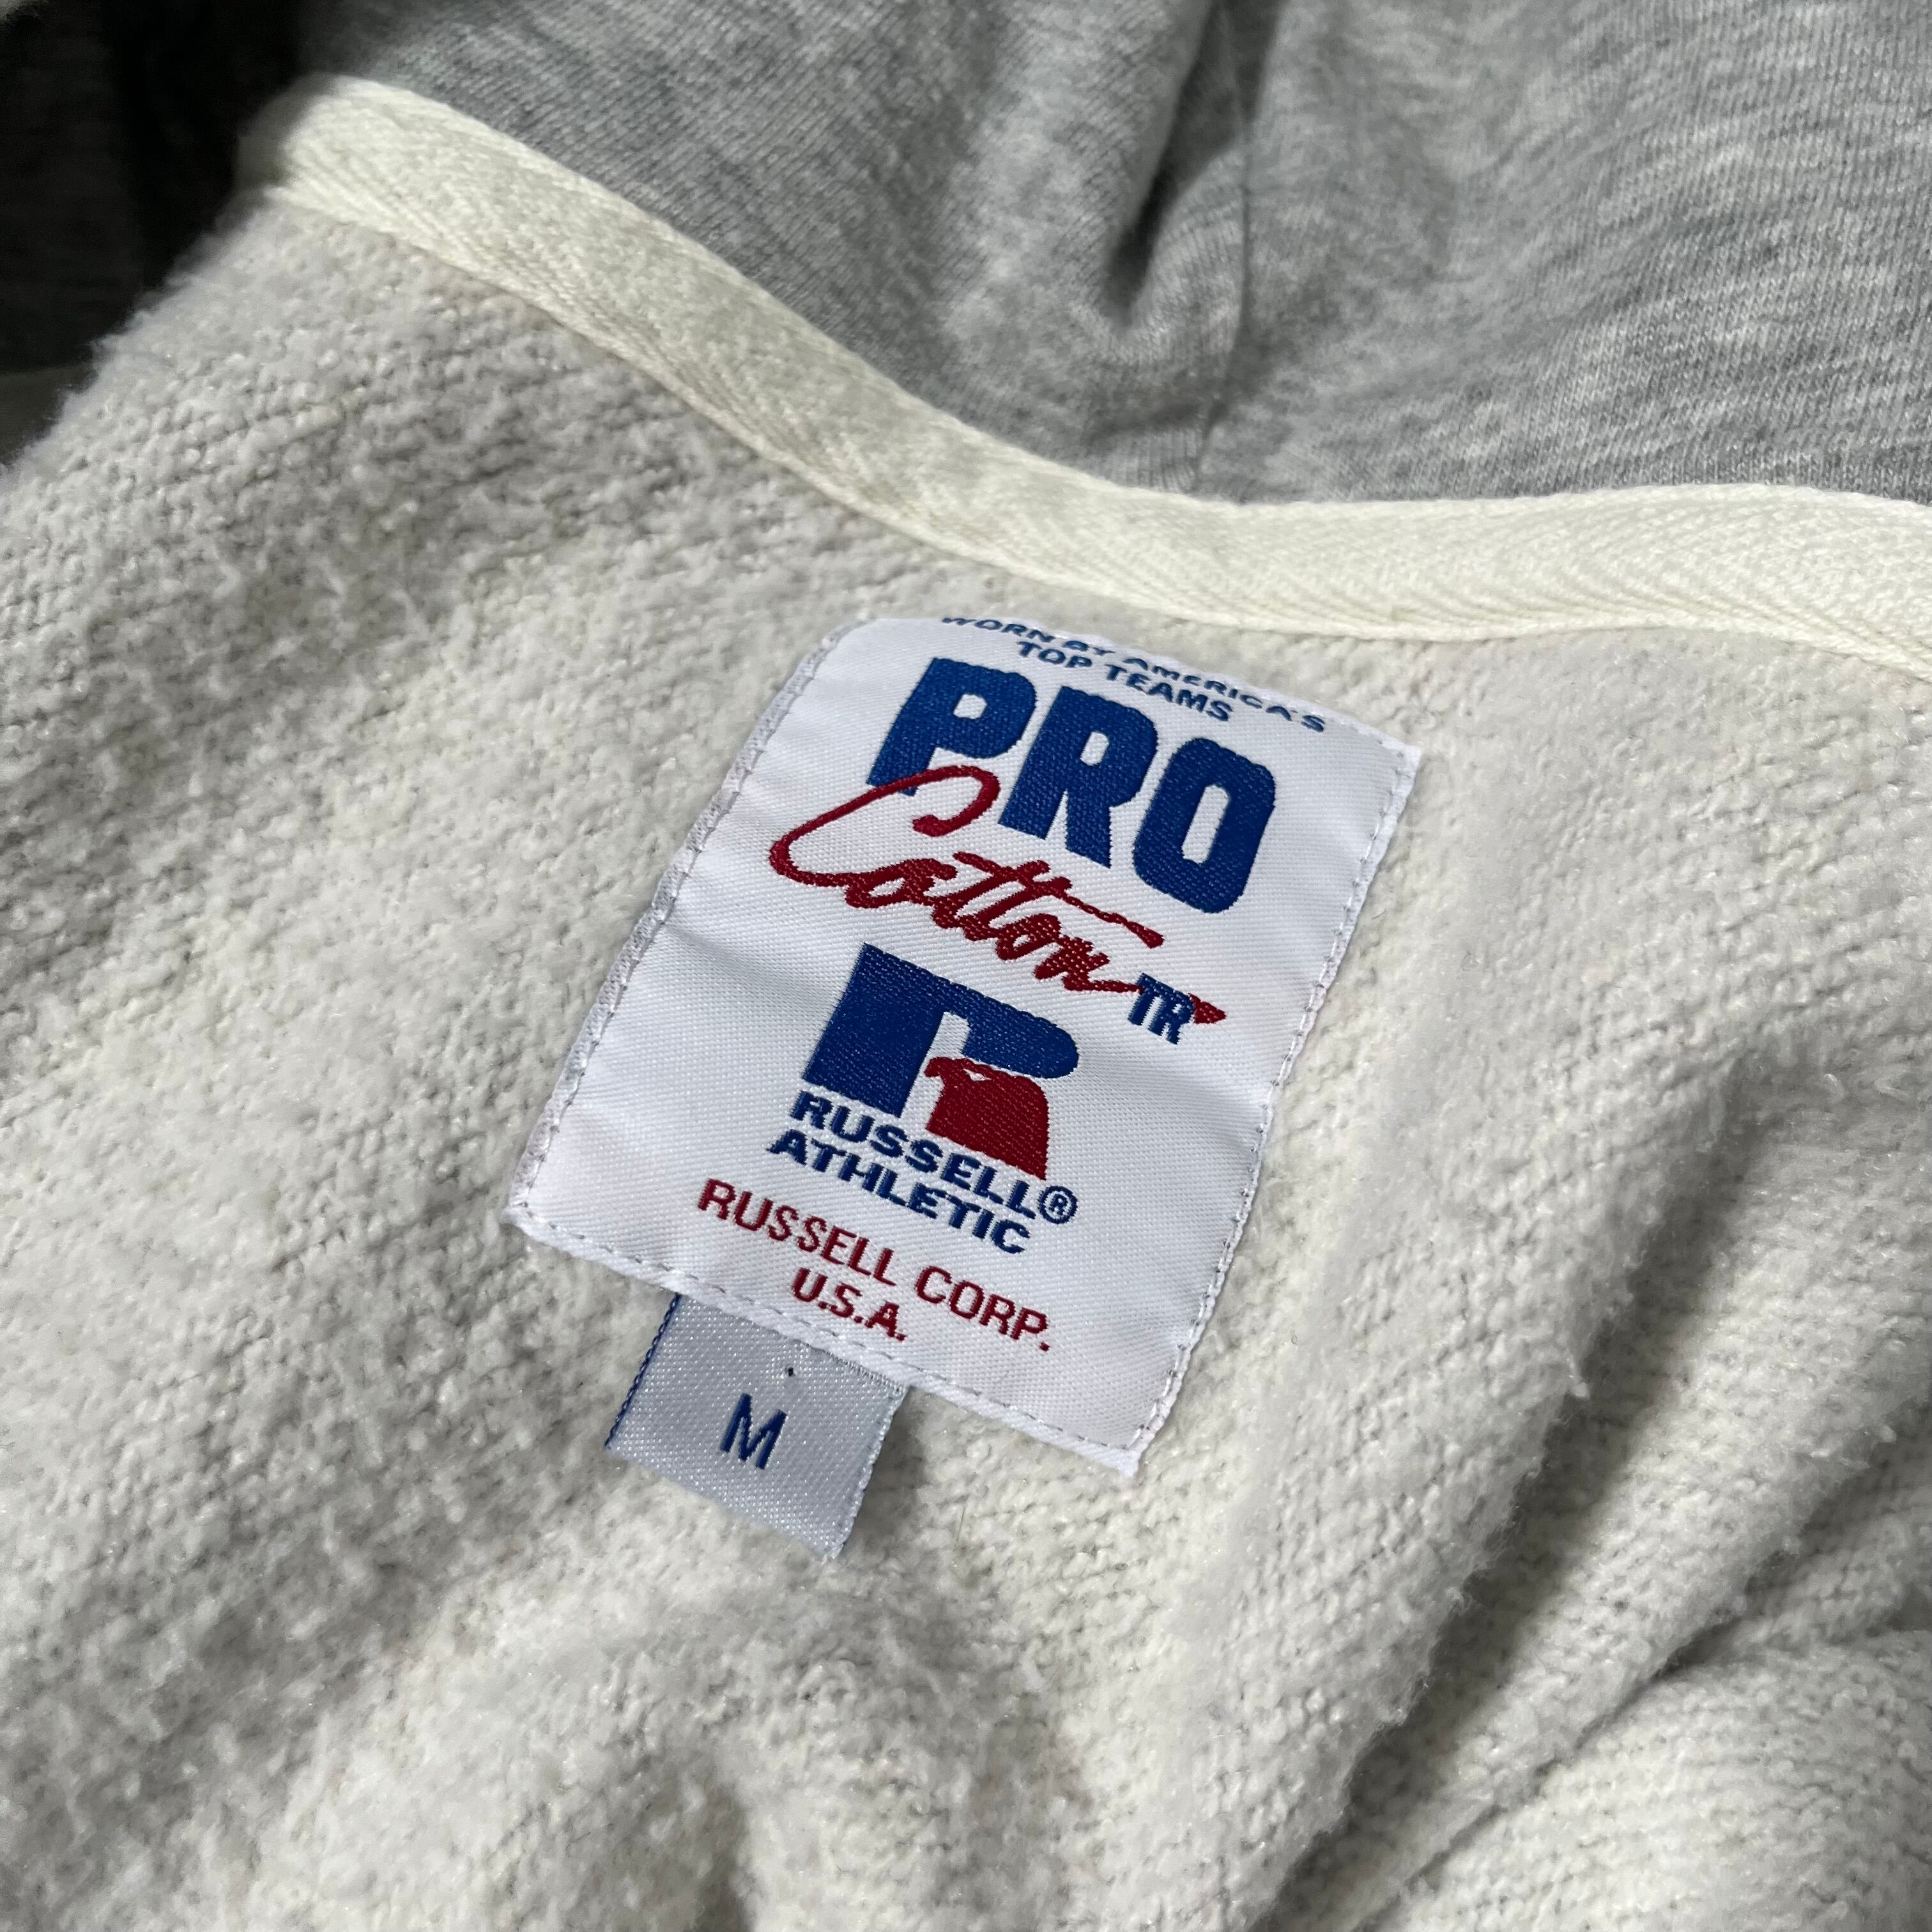 WORN BY AMERICA'S
TOP TEAMS
PRO
Cotton TR
RUSSELL®
ATHLETIC
RUSSELL CORP.
U.S.A.
M